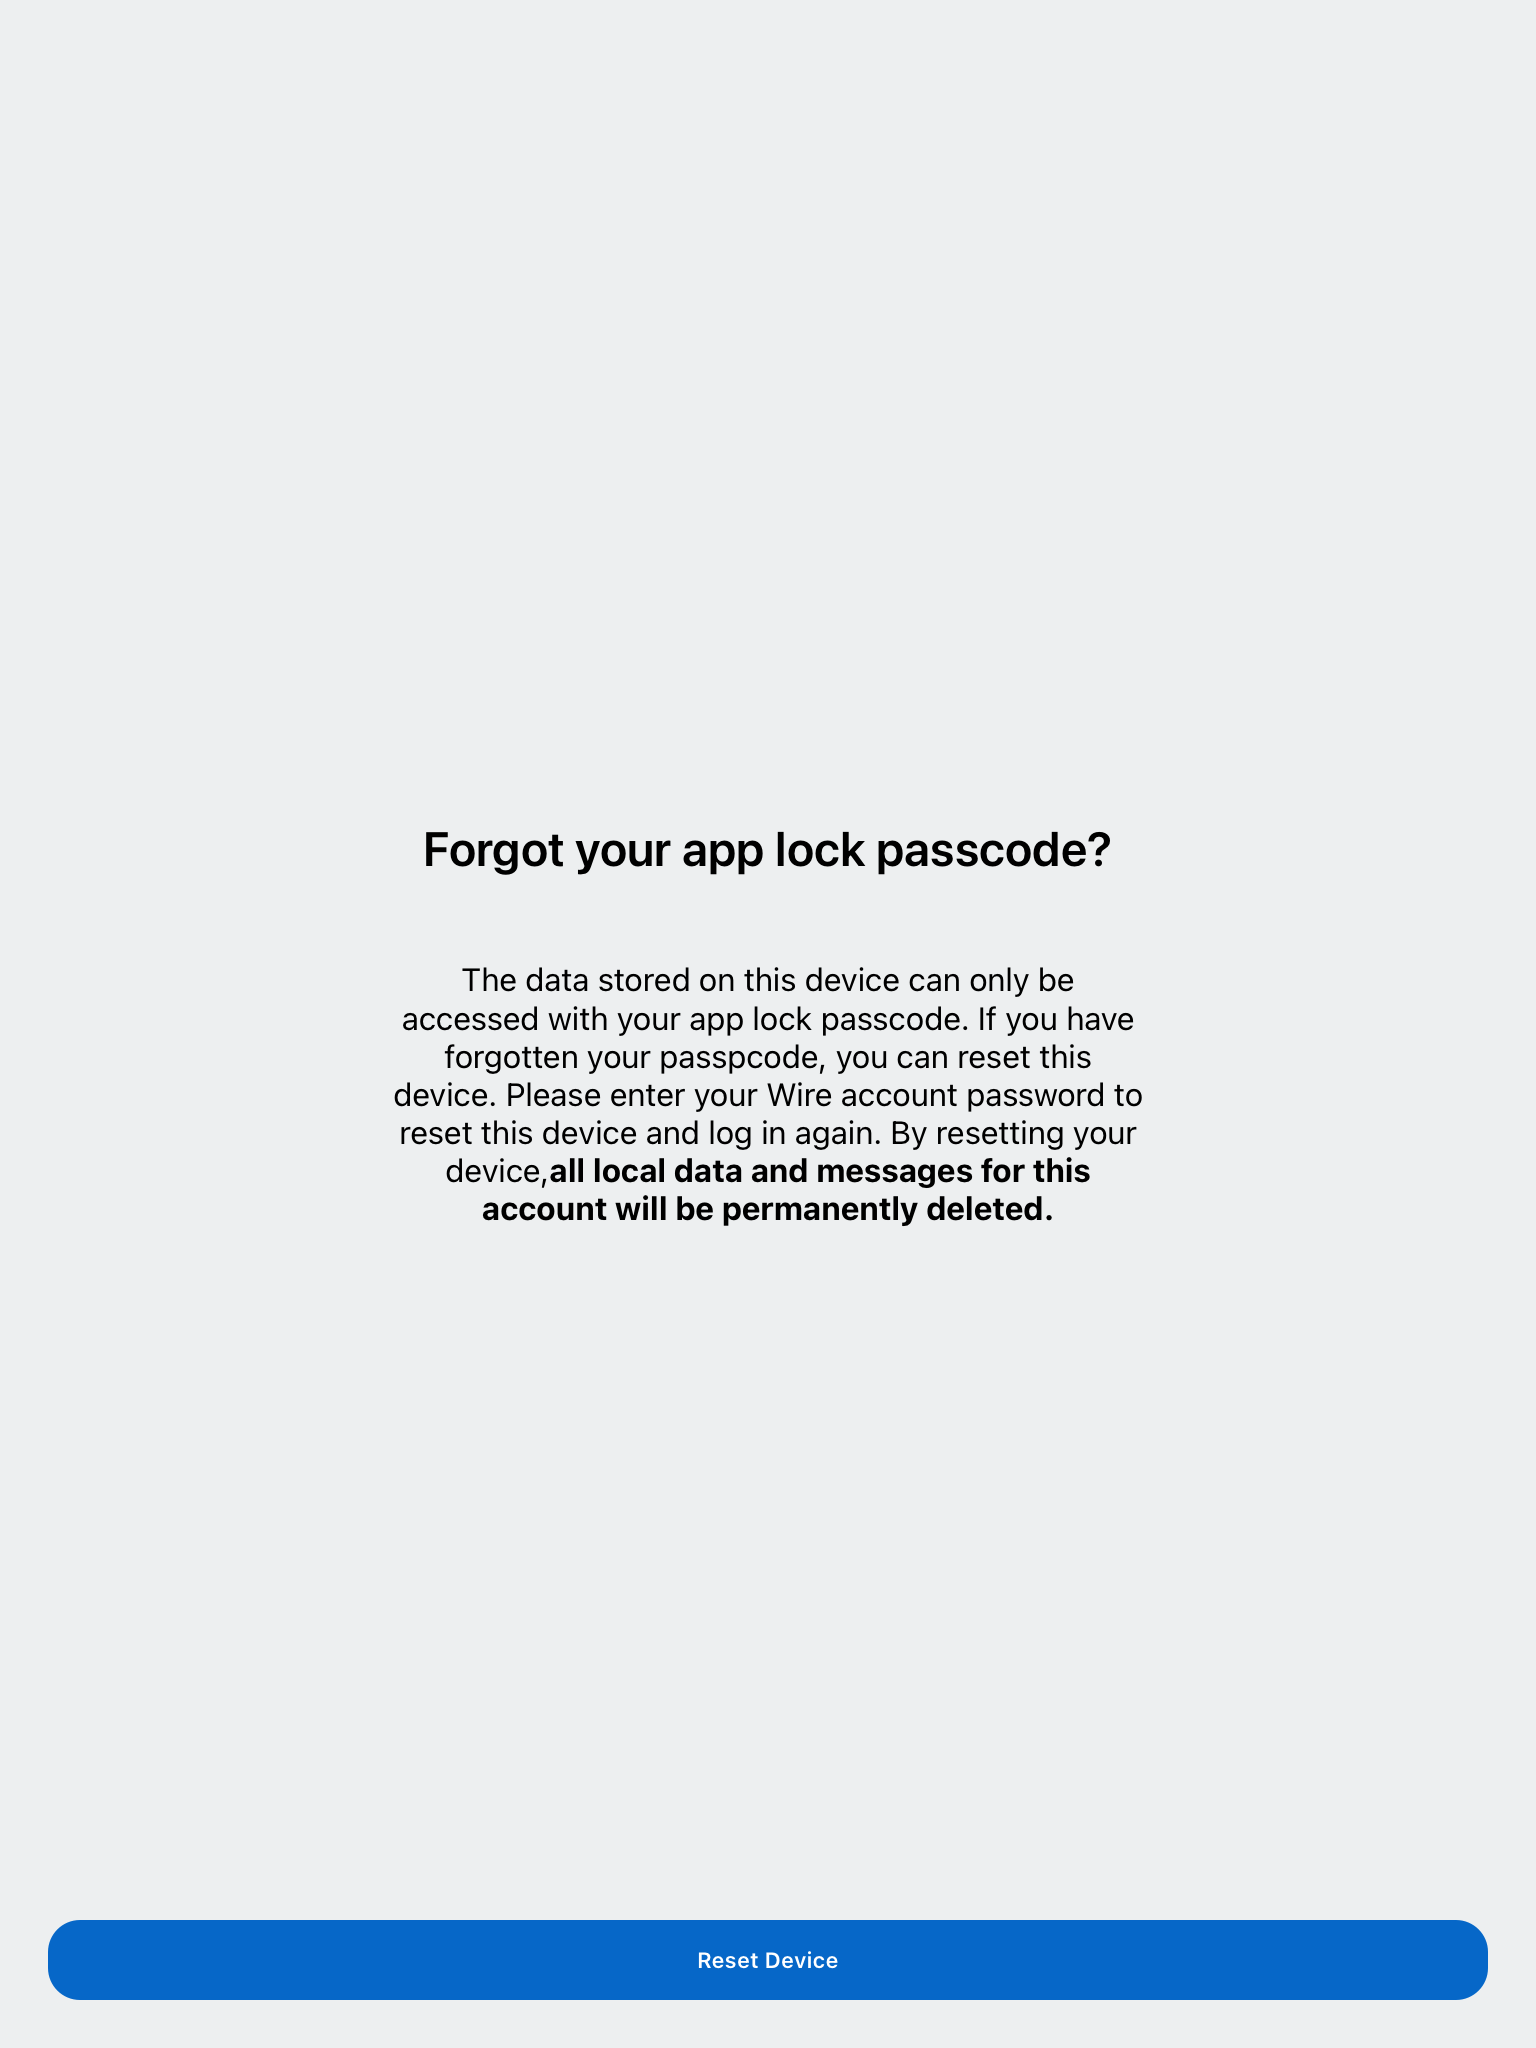 Forgot your app lock passcode?
The data stored on this device can only be
accessed with your app lock passcode. If you have
forgotten your passpcode, you can reset this
device. Please enter your Wire account password to
reset this device and log in again. By resetting your
device,all local data and messages for this
account will be permanently deleted.
Reset Device